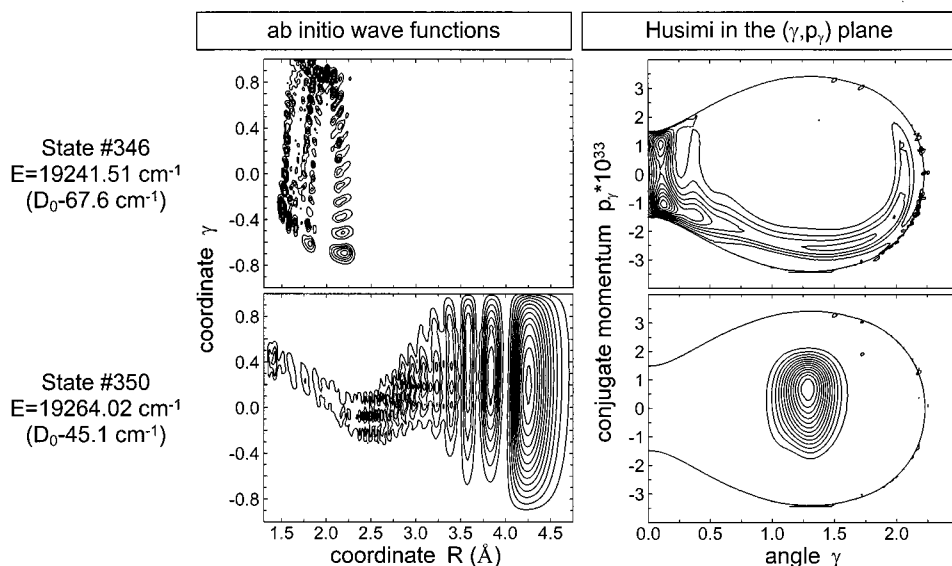 ab initio wave functions
Husimi in the (γ,pγ) plane
State #346
E=19241.51 cm-1
(D0-67.6 cm-1)
State #350
E=19264.02 cm-1
(D0-45.1 cm-1)
coordinate γ
0.8
0.4
0.0
-0.4
-0.8
0.8
0.4
0.0
-0.4
-0.8
1.5 2.0 2.5 3.0 3.5 4.0 4.5
coordinate R (Å)
conjugate momentum pγ*10³³
3
2
1
0
-1
-2
-3
3
2
1
0
-1
-2
-3
0.0 0.5 1.0 1.5 2.0
angle γ